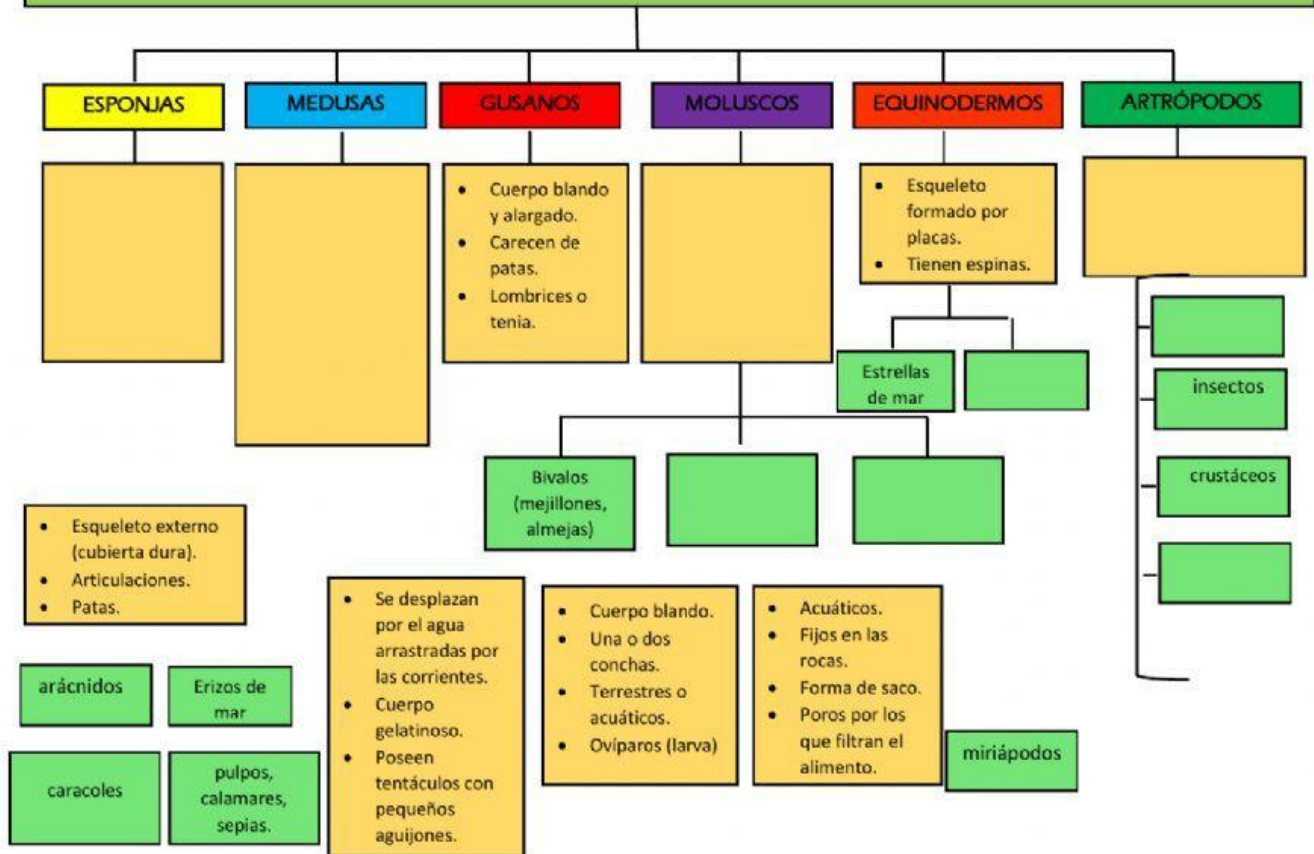 ESPONJAS
MEDUSAS
GUSANOS
MOLUSCOS
EQUINODERMOS
ARTRÓPODOS
• Cuerpo blando
y alargado.
• Carecen de
patas.
• Lombrices o
tenia.
• Esqueleto
formado por
placas.
• Tienen espinas.
Estrellas
de mar
insectos
crustáceos
Bivalos
(mejillones,
almejas)
• Esqueleto externo
(cubierta dura).
• Articulaciones.
• Patas.
• Se desplazan
por el agua
arrastradas por
las corrientes.
• Cuerpo
gelatinoso.
• Poseen
tentáculos con
pequeños
aguijones.
• Cuerpo blando.
• Una o dos
conchas.
• Terrestres o
acuáticos.
• Ovíparos (larva)
• Acuáticos.
• Fijos en las
rocas.
• Forma de saco.
• Poros por los
que filtran el
alimento.
arácnidos
Erizos de
mar
caracoles
pulpos,
calamares,
sepias.
miriápodos